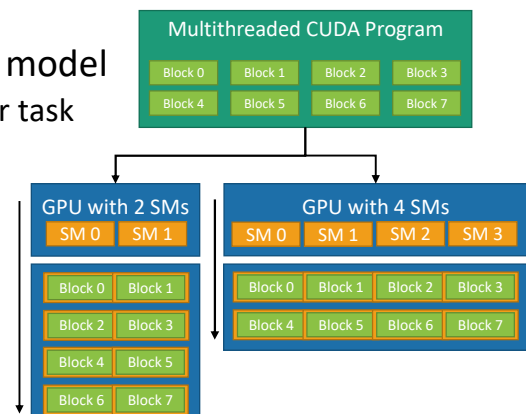 Multithreaded CUDA Program
model
r task
Block 0 Block 1 Block 2 Block 3
Block 4 Block 5 Block 6 Block 7
GPU with 2 SMs
SM 0 SM 1
Block 0 Block 1
Block 2 Block 3
Block 4 Block 5
Block 6 Block 7
GPU with 4 SMs
SM 0 SM 1 SM 2 SM 3
Block 0 Block 1 Block 2 Block 3
Block 4 Block 5 Block 6 Block 7